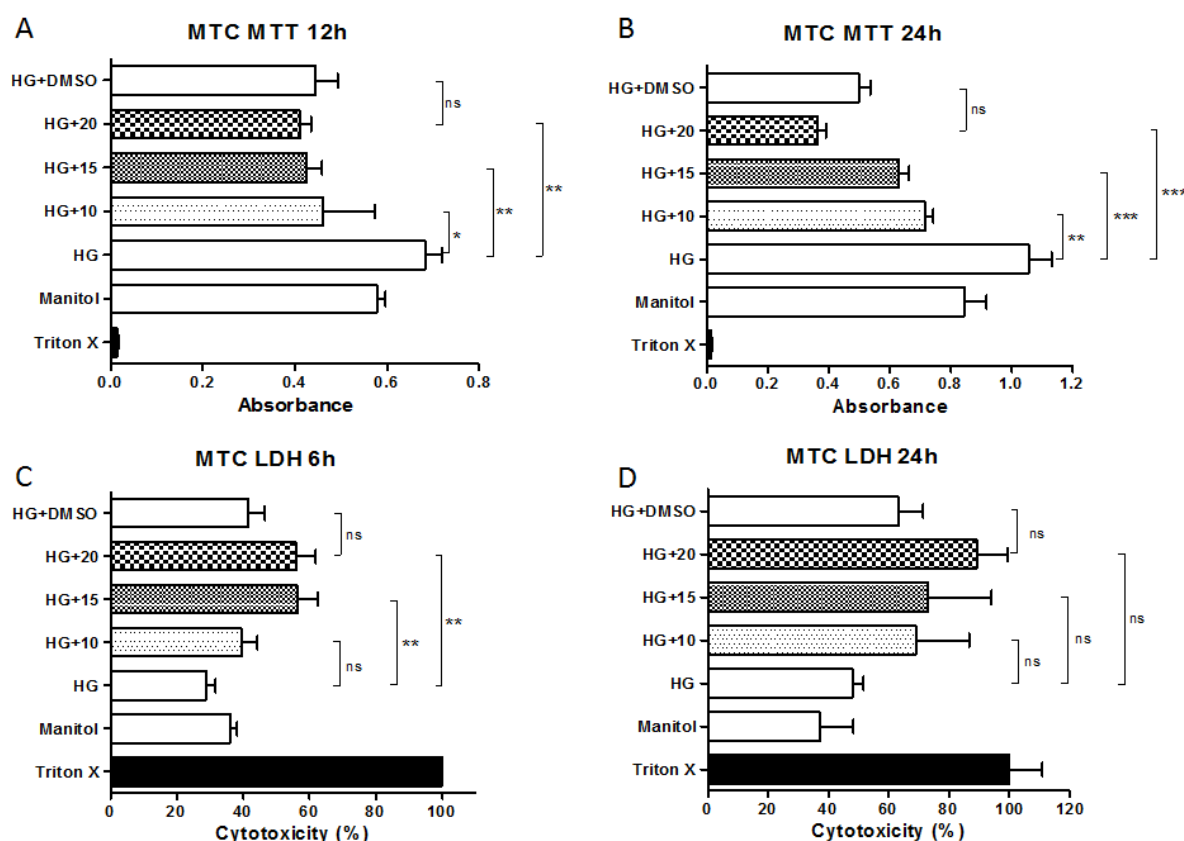 A
MTC MTT 12h
HG+DMSO
HG+20
HG+15
HG+10
HG
Manitol
Triton X
ns
*
**
**
0.0 0.2 0.4 0.6 0.8
Absorbance
B
MTC MTT 24h
HG+DMSO
HG+20
HG+15
HG+10
HG
Manitol
Triton X
ns
**
***
***
0.0 0.2 0.4 0.6 0.8 1.0 1.2
Absorbance
C
MTC LDH 6h
HG+DMSO
HG+20
HG+15
HG+10
HG
Manitol
Triton X
ns
ns
**
**
0 20 40 60 80 100
Cytotoxicity (%)
D
MTC LDH 24h
HG+DMSO
HG+20
HG+15
HG+10
HG
Manitol
Triton X
ns
ns
ns
ns
0 20 40 60 80 100 120
Cytotoxicity (%)